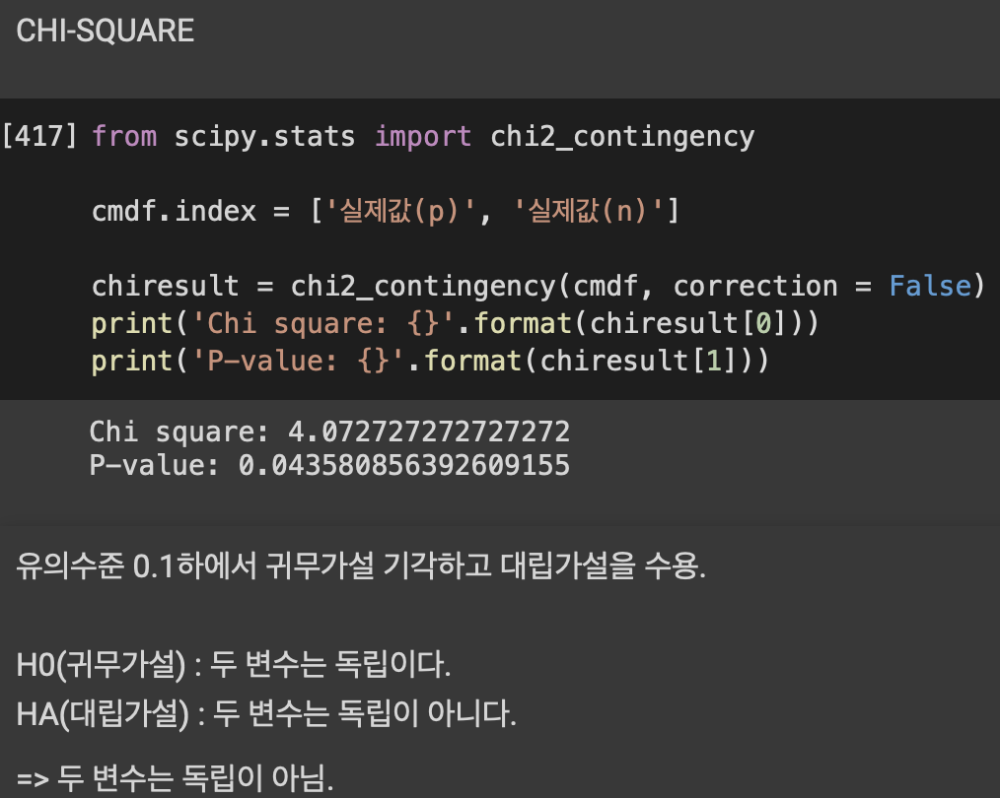 CHI-SQUARE
[417] from scipy.stats import chi2_contingency
cmdf.index = ['실제값(p)', '실제값(n)']
chiresult = chi2_contingency(cmdf, correction = False)
print('Chi square: {}'.format(chiresult[0]))
print('P-value: {}'.format(chiresult[1]))
Chi square: 4.072727272727272
P-value: 0.043580856392609155
유의수준 0.1하에서 귀무가설 기각하고 대립가설을 수용.
H0(귀무가설) : 두 변수는 독립이다.
HA(대립가설) : 두 변수는 독립이 아니다.
=> 두 변수는 독립이 아님.